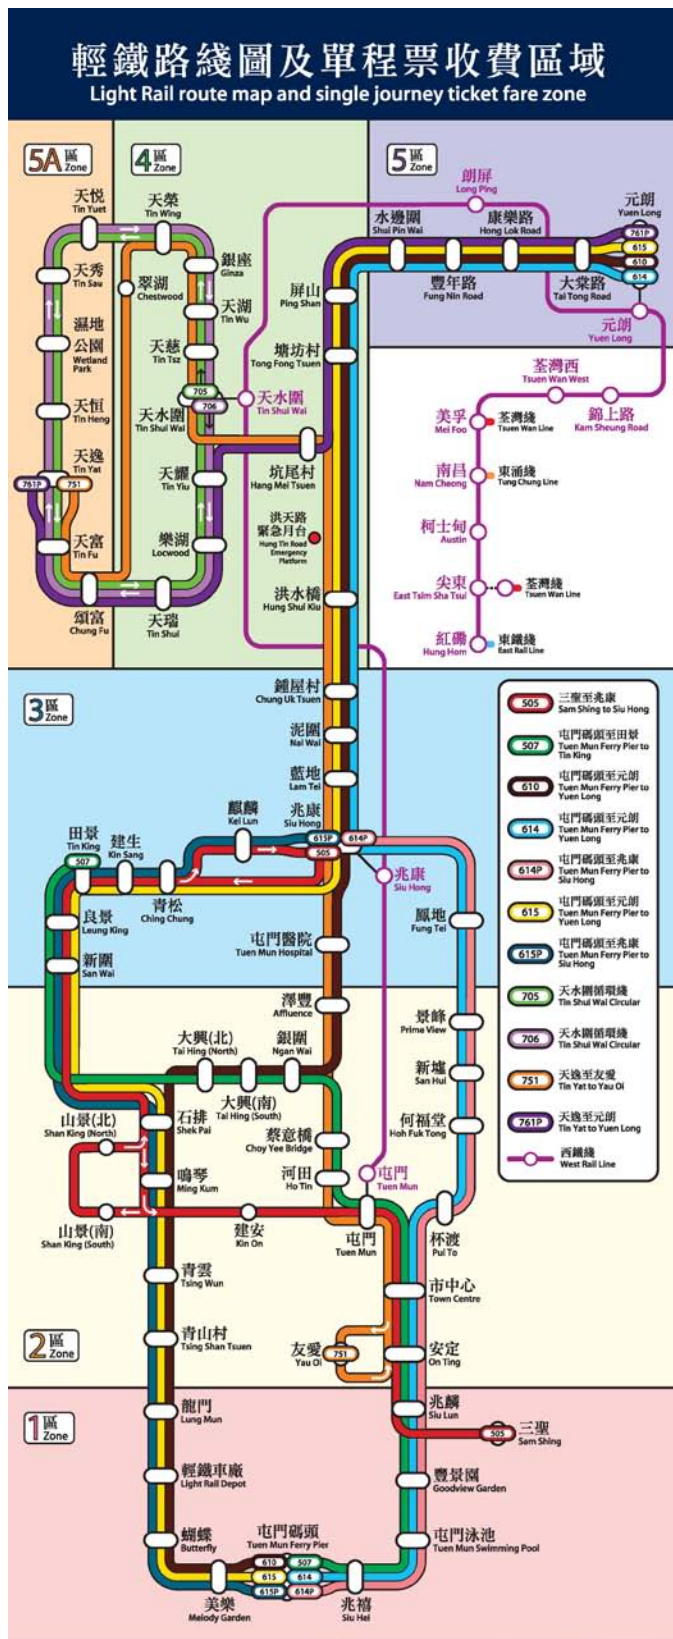 輕鐵路綫圖及單程票收費區域
Light Rail route map and single journey ticket fare zone
5A區
Zone
4區
Zone
5區
Zone
天悅
Tin Yuet
天榮
Tin Wing
朗屏
Long Ping
元朗
Yuen Long
761P
615
610
614
水邊圍
Shui Pin Wai
康樂路
Hong Lok Road
豐年路
Fung Nin Road
大棠路
Tai Tong Road
元朗
Yuen Long
天秀
Tin Sau
翠湖
Chestwood
銀座
Ginza
屏山
Ping Shan
濕地
公園
Wetland
Park
天湖
Tin Wu
天慈
Tin Tsz
塘坊村
Tong Fong Tsuen
705
706
天水圍
Tin Shui Wai
天水圍
Tin Shui Wai
天恒
Tin Heng
天逸
Tin Yat
761P
751
天耀
Tin Yiu
坑尾村
Hang Mei Tsuen
天富
Tin Fu
樂湖
Locwood
洪天路
緊急月台
Hung Tin Road
Emergency
Platform
頌富
Chung Fu
天瑞
Tin Shui
洪水橋
Hung Shui Kiu
荃灣西
Tsuen Wan West
錦上路
Kam Sheung Road
美孚
Mei Foo
荃灣綫
Tsuen Wan Line
南昌
Nam Cheong
東涌綫
Tung Chung Line
柯士甸
Austin
尖東
East Tsim Sha Tsui
荃灣綫
Tsuen Wan Line
紅磡
Hung Hom
東鐵綫
East Rail Line
3區
Zone
鍾屋村
Chung Uk Tsuen
泥圍
Nai Wai
藍地
Lam Tei
兆康
Siu Hong
615P
614P
505
麒麟
Kei Lun
田景
Tin King
507
建生
Kin Sang
青松
Ching Chung
良景
Leung King
新圍
San Wai
兆康
Siu Hong
鳳地
Fung Tei
屯門醫院
Tuen Mun Hospital
505
三聖至兆康
Sam Shing to Siu Hong
507
屯門碼頭至田景
Tuen Mun Ferry Pier to
Tin King
610
屯門碼頭至元朗
Tuen Mun Ferry Pier to
Yuen Long
614
屯門碼頭至元朗
Tuen Mun Ferry Pier to
Yuen Long
614P
屯門碼頭至兆康
Tuen Mun Ferry Pier to
Siu Hong
615
屯門碼頭至元朗
Tuen Mun Ferry Pier to
Yuen Long
615P
屯門碼頭至兆康
Tuen Mun Ferry Pier to
Siu Hong
705
天水圍循環綫
Tin Shui Wai Circular
706
天水圍循環綫
Tin Shui Wai Circular
751
天逸至友愛
Tin Yat to Yau Oi
761P
天逸至元朗
Tin Yat to Yuen Long
西鐵綫
West Rail Line
澤豐
Affluence
景峰
Prime View
大興(北)
Tai Hing (North)
銀圍
Ngan Wai
新墟
San Hui
大興(南)
Tai Hing (South)
山景(北)
Shan King (North)
石排
Shek Pai
蔡意橋
Choy Yee Bridge
何福堂
Hoh Fuk Tong
鳴琴
Ming Kum
河田
Ho Tin
屯門
Tuen Mun
山景(南)
Shan King (South)
建安
Kin On
屯門
Tuen Mun
杯渡
Pui To
青雲
Tsing Wun
市中心
Town Centre
2區
Zone
青山村
Tsing Shan Tsuen
友愛
Yau Oi
751
安定
On Ting
1區
Zone
龍門
Lung Mun
兆麟
Siu Lun
505
三聖
Sam Shing
輕鐵車廠
Light Rail Depot
豐景園
Goodview Garden
蝴蝶
Butterfly
屯門碼頭
Tuen Mun Ferry Pier
屯門泳池
Tuen Mun Swimming Pool
610
507
615
614
615P
614P
美樂
Melody Garden
兆禧
Siu Hei